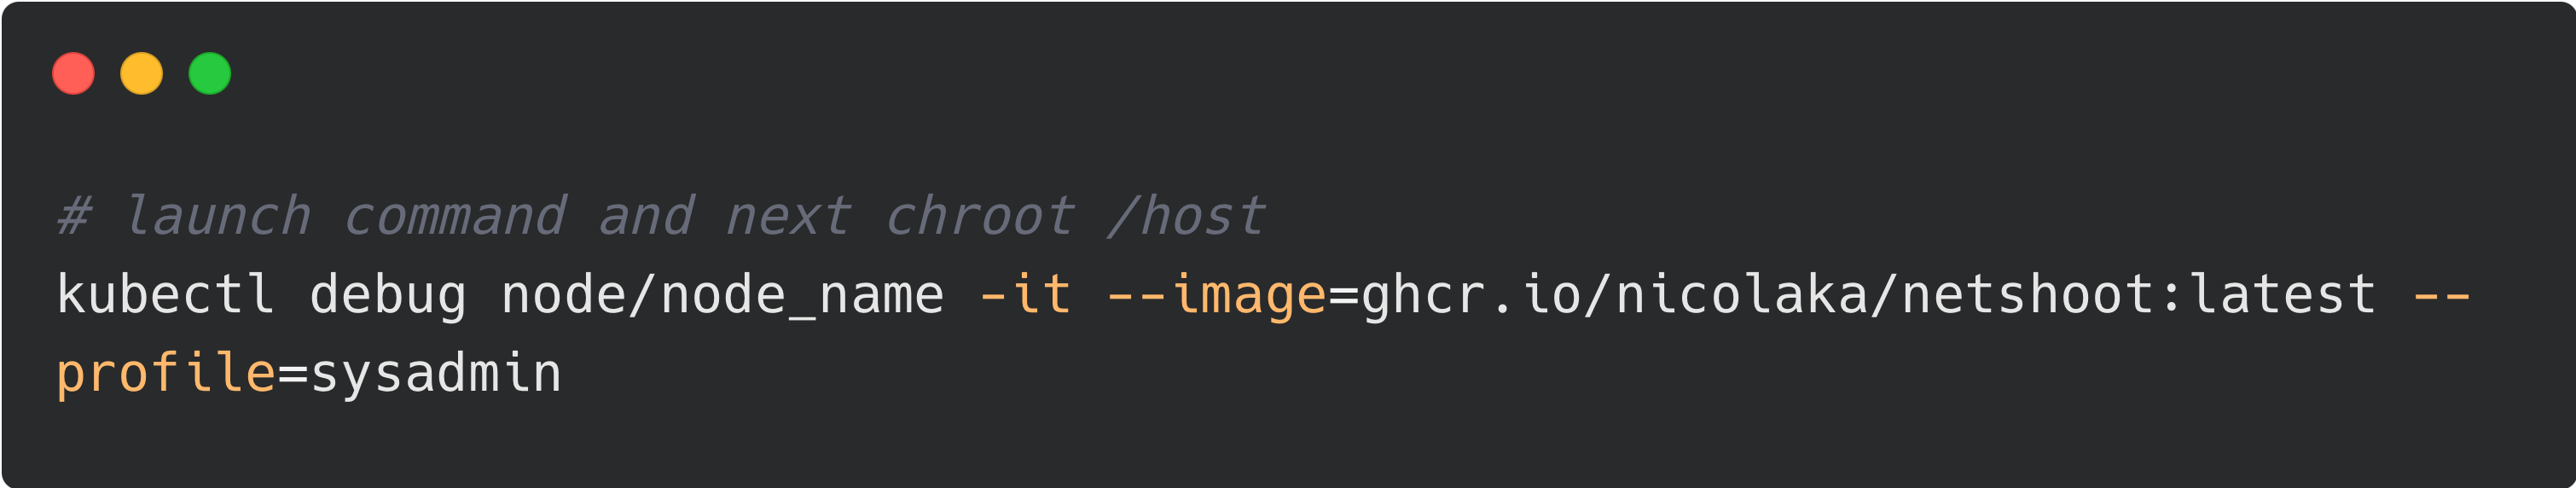 # launch command and next chroot /host
kubectl debug node/node_name -it --image=ghcr.io/nicolaka/netshoot:latest --
profile=sysadmin